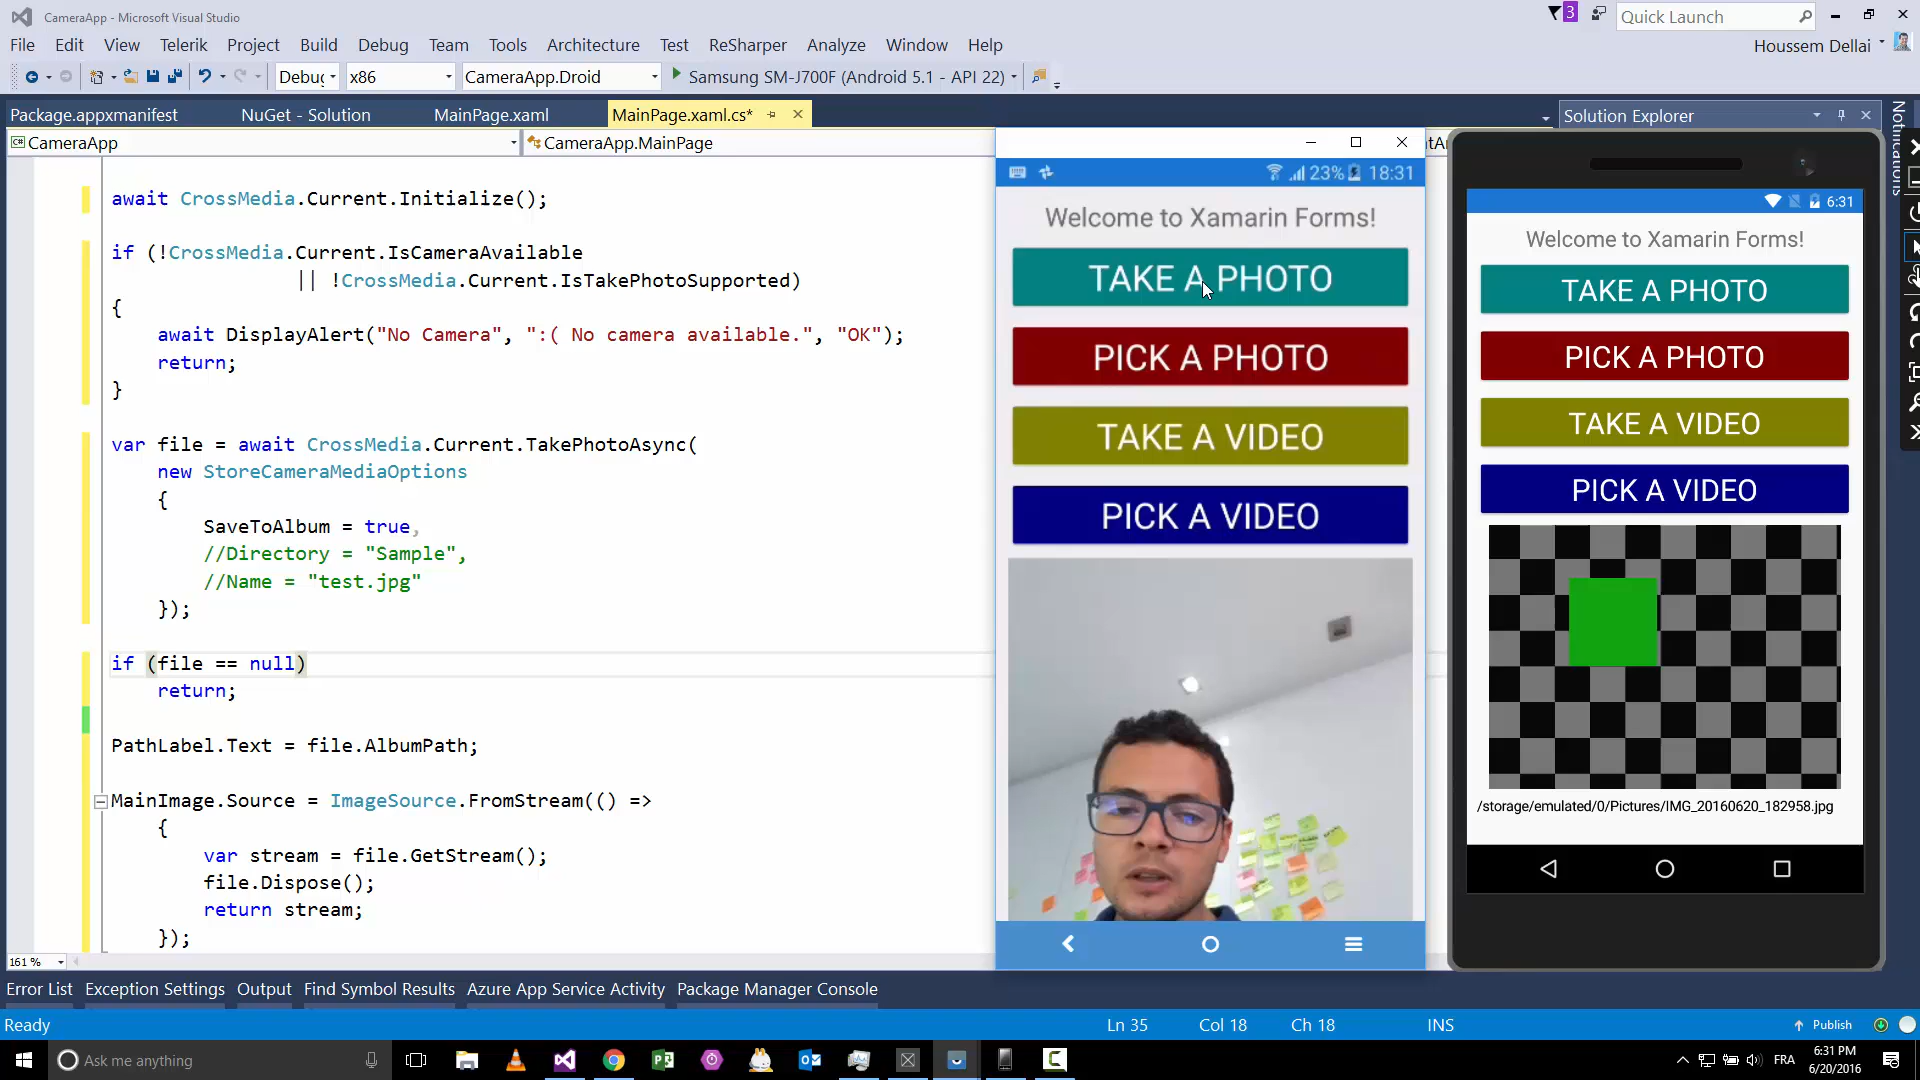 CameraApp - Microsoft Visual Studio
3
Quick Launch
File Edit View Telerik Project Build Debug Team Tools Architecture Test ReSharper Analyze Window Help
Houssem Dellai
Debug x86 CameraApp.Droid Samsung SM-J700F (Android 5.1 - API 22)
Package.appxmanifest NuGet - Solution MainPage.xaml MainPage.xaml.cs*
Solution Explorer
Notifications
CameraApp CameraApp.MainPage
await CrossMedia.Current.Initialize();
if (!CrossMedia.Current.IsCameraAvailable
|| !CrossMedia.Current.IsTakePhotoSupported)
{
await DisplayAlert("No Camera", ":( No camera available.", "OK");
return;
}
var file = await CrossMedia.Current.TakePhotoAsync(
new StoreCameraMediaOptions
{
SaveToAlbum = true,
//Directory = "Sample",
//Name = "test.jpg"
});
if (file == null)
return;
PathLabel.Text = file.AlbumPath;
MainImage.Source = ImageSource.FromStream(() =>
{
var stream = file.GetStream();
file.Dispose();
return stream;
});
23% 18:31
Welcome to Xamarin Forms!
TAKE A PHOTO
PICK A PHOTO
TAKE A VIDEO
PICK A VIDEO
6:31
Welcome to Xamarin Forms!
TAKE A PHOTO
PICK A PHOTO
TAKE A VIDEO
PICK A VIDEO
/storage/emulated/0/Pictures/IMG_20160620_182958.jpg
161 %
Error List Exception Settings Output Find Symbol Results Azure App Service Activity Package Manager Console
Ready Ln 35 Col 18 Ch 18 INS Publish
Ask me anything
FRA
6:31 PM
6/20/2016